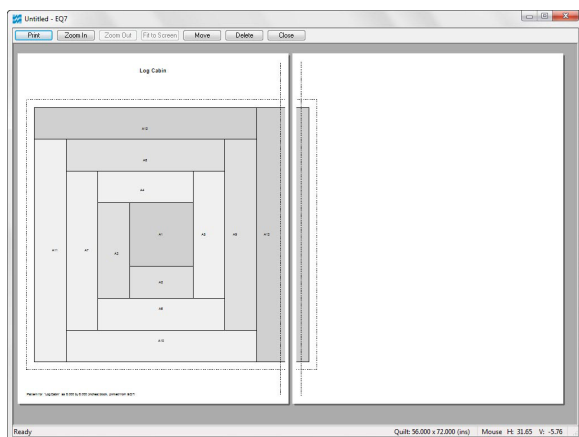 Untitled - EQ7
Print Zoom In Zoom Out Fit to Screen Move Delete Close
Log Cabin
A12
A8
A4
A11 A7 A2 A1 A5 A9 A13
A6
A10
Ready Quilt: 56.000 x 72.000 (ins) Mouse H: 31.65 V: -5.76